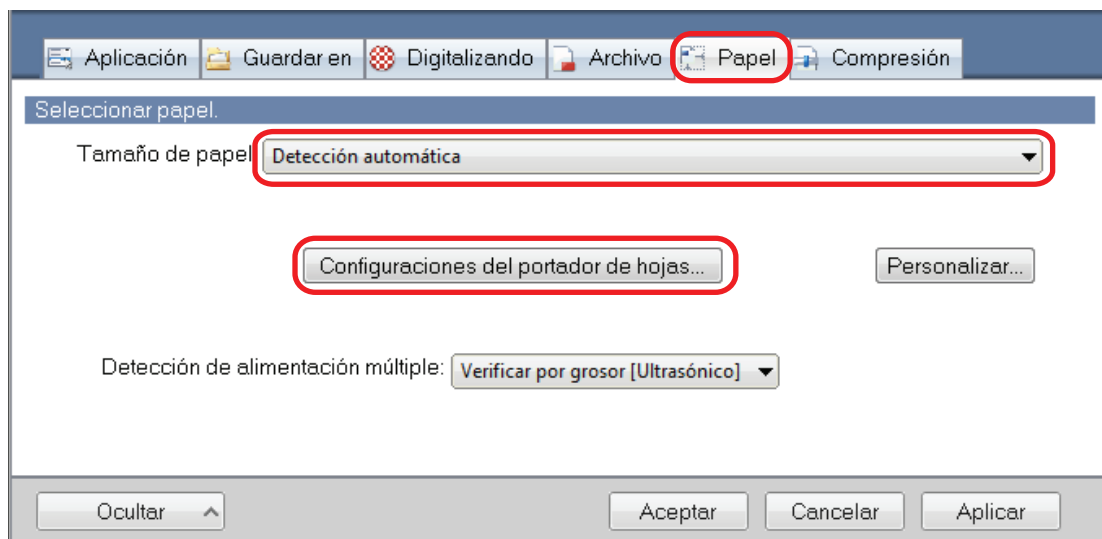 Aplicación Guardar en Digitalizando Archivo Papel Compresión
Seleccionar papel.
Tamaño de papel Detección automática
Configuraciones del portador de hojas... Personalizar...
Detección de alimentación múltiple: Verificar por grosor [Ultrasónico]
Ocultar Aceptar Cancelar Aplicar